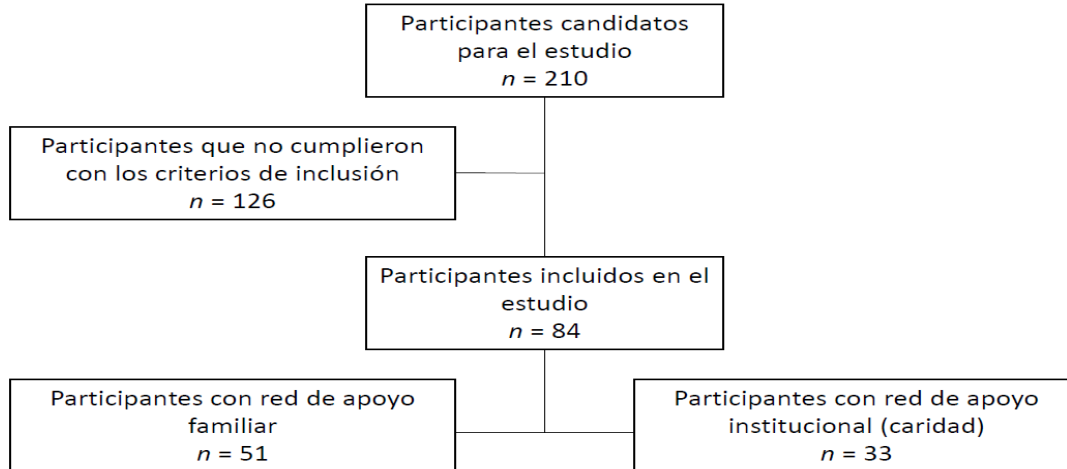 Participantes candidatos
para el estudio
n = 210
Participantes que no cumplieron
con los criterios de inclusión
n = 126
Participantes incluidos en el
estudio
n = 84
Participantes con red de apoyo
familiar
n = 51
Participantes con red de apoyo
institucional (caridad)
n = 33